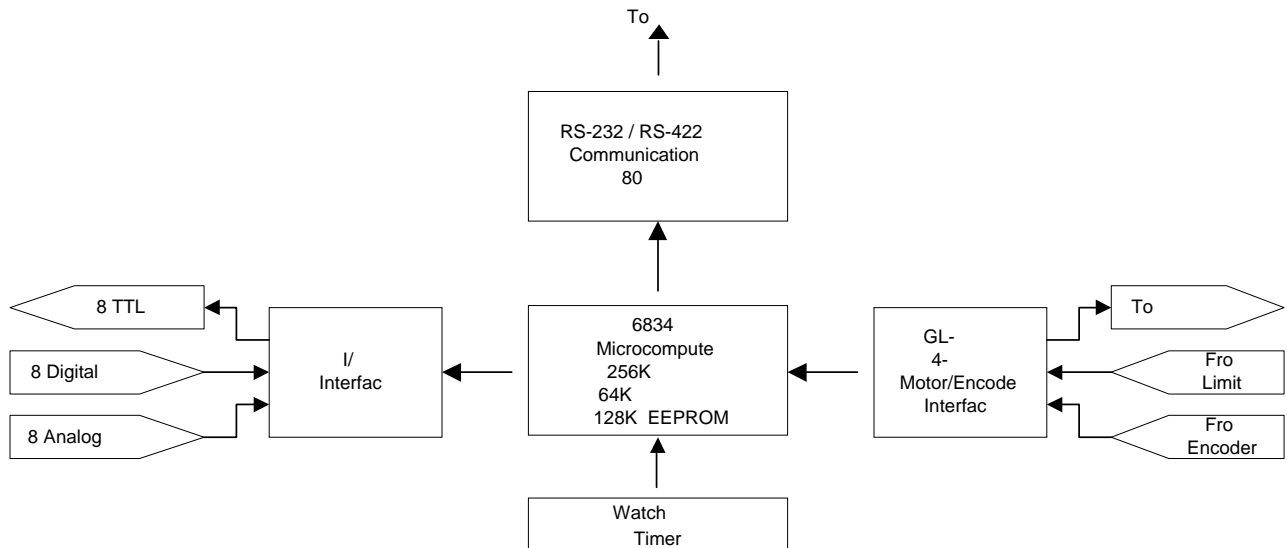 To
RS-232 / RS-422
Communication
80
8 TTL
8 Digital
8 Analog
I/
Interfac
6834
Microcompute
256K
64K
128K EEPROM
GL-
4-
Motor/Encode
Interfac
To
Fro
Limit
Fro
Encoder
Watch
Timer